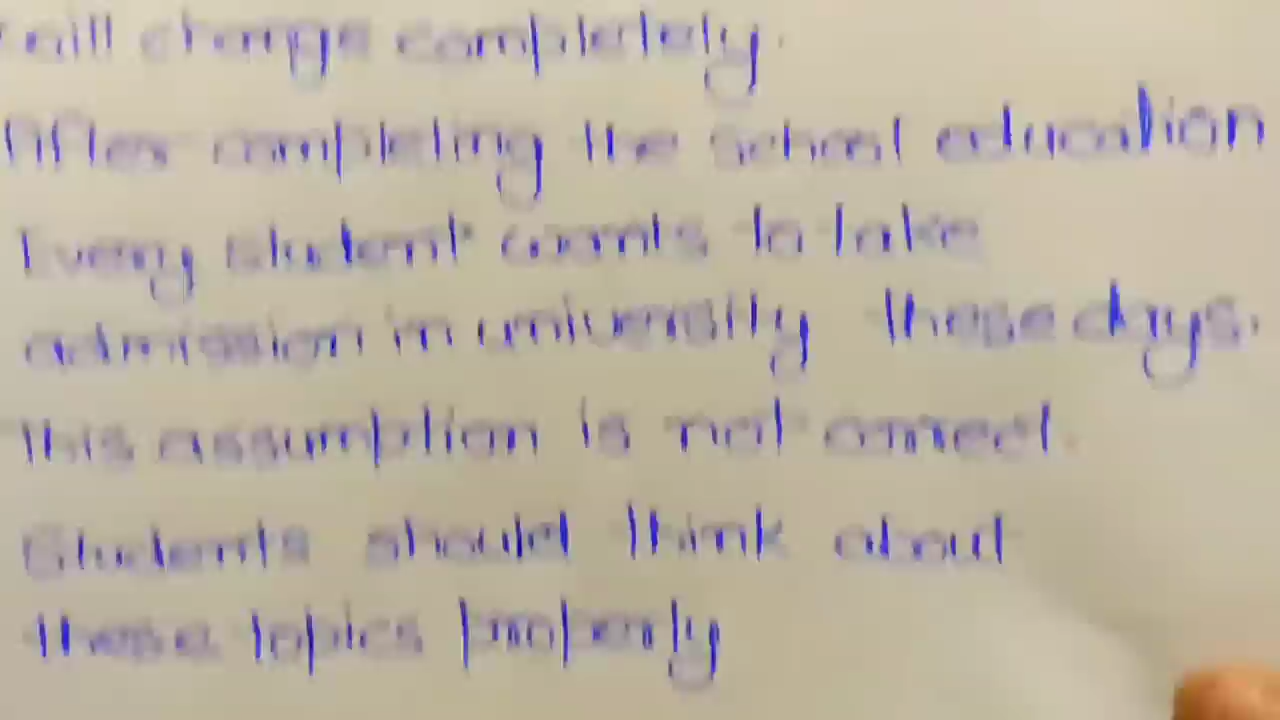 will change completely.
After completing the school education
Every student wants to take
admission in university these days.
This assumption is not correct.
Students should think about
these topics properly